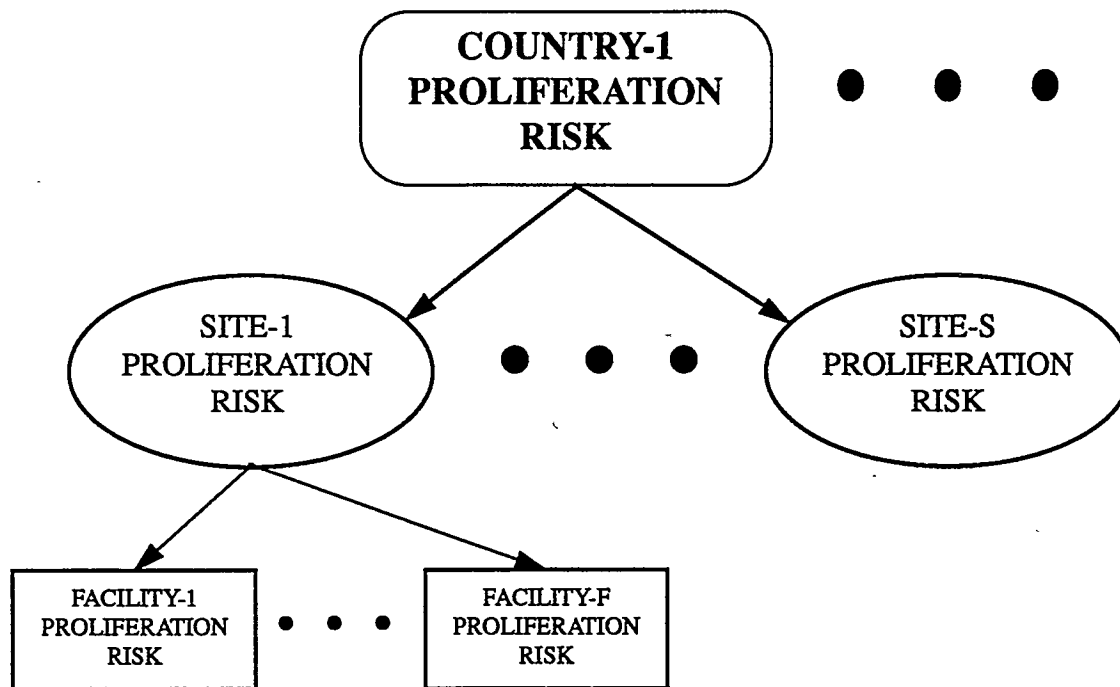 COUNTRY-1
PROLIFERATION
RISK
SITE-1
PROLIFERATION
RISK
SITE-S
PROLIFERATION
RISK
FACILITY-1
PROLIFERATION
RISK
FACILITY-F
PROLIFERATION
RISK